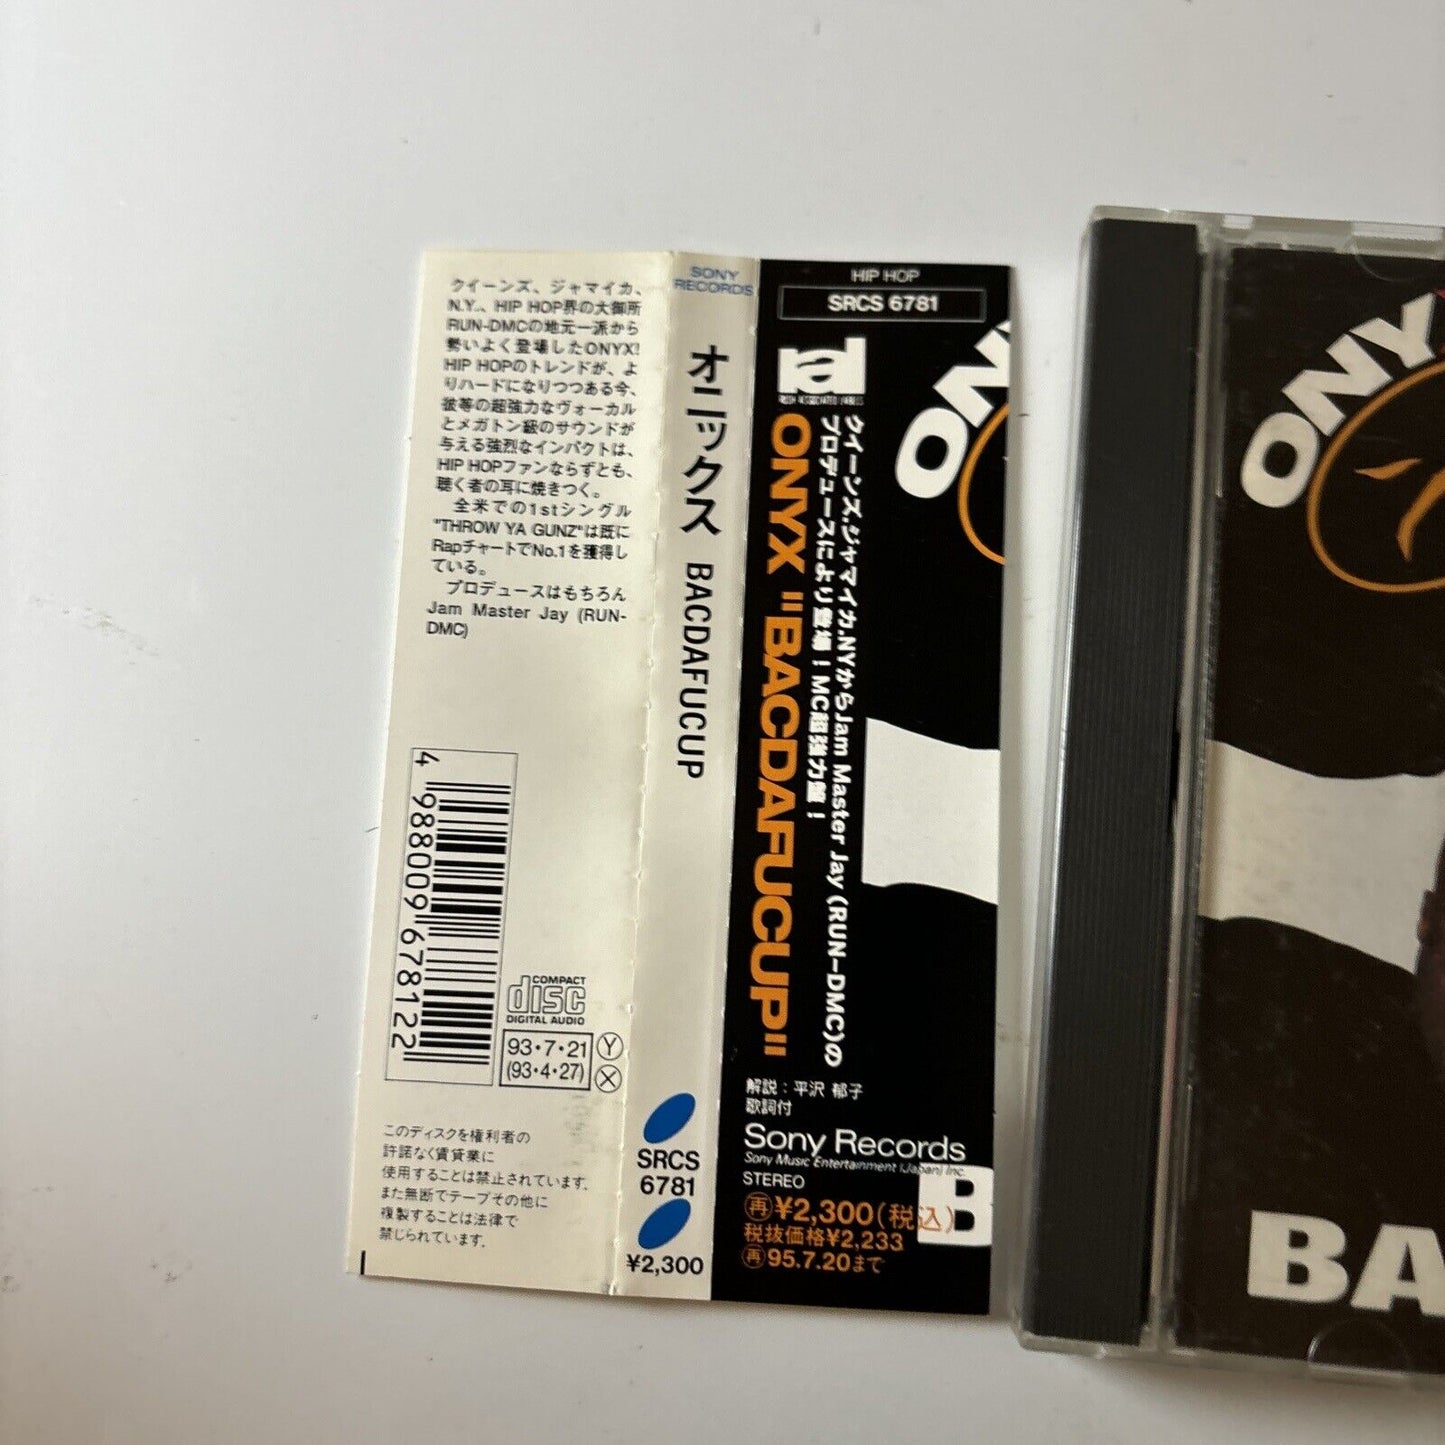 クイーンズ、ジャマイカ、
N.Y.、HIP HOP界の大御所
RUN-DMCの地元一派から
勢いよく登場したONYX!
HIP HOPのトレンドが、よ
りハードになりつつある今、
彼等の超強力なヴォーカル
とメガトン級のサウンドが
与える強烈なインパクトは、
HIP HOPファンならずとも、
聴く者の耳に焼きつく。
全米での1stシングル
"THROW YA GUNZ"は既に
RapチャートでNo.1を獲得し
ている。
プロデュースはもちろん
Jam Master Jay (RUN-
DMC)
4 988009 678122
COMPACT
disc
DIGITAL AUDIO
93・7・21 Y
(93・4・27) X
このディスクを権利者の
許諾なく賃貸業に
使用することは禁止されています。
また無断でテープその他に
複製することは法律で
禁じられています。
SONY
RECORDS
オニックス BACDAFUCUP
SRCS
6781
¥2,300
HIP HOP
SRCS 6781
ral
RUSH ASSOCIATED LABELS
クイーンズ,ジャマイカ,NYからJam Master Jay (RUN-DMC)の
プロデュースにより登場!MC超強力盤!
ONYX "BACDAFUCUP"
解説:平沢 郁子
歌詞付
Sony Records
Sony Music Entertainment (Japan) Inc.
STEREO
再¥2,300(税込)
税抜価格¥2,233
再95.7.20まで
ON
B
ONYX
BA